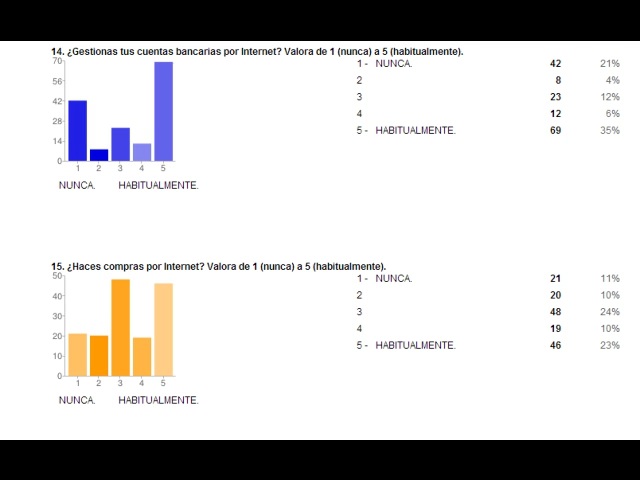 14. ¿Gestionas tus cuentas bancarias por Internet? Valora de 1 (nunca) a 5 (habitualmente).
70
56
42
28
14
0
1 2 3 4 5
NUNCA. HABITUALMENTE.
1 - NUNCA. 42 21%
2 8 4%
3 23 12%
4 12 6%
5 - HABITUALMENTE. 69 35%
15. ¿Haces compras por Internet? Valora de 1 (nunca) a 5 (habitualmente).
50
40
30
20
10
0
1 2 3 4 5
NUNCA. HABITUALMENTE.
1 - NUNCA. 21 11%
2 20 10%
3 48 24%
4 19 10%
5 - HABITUALMENTE. 46 23%